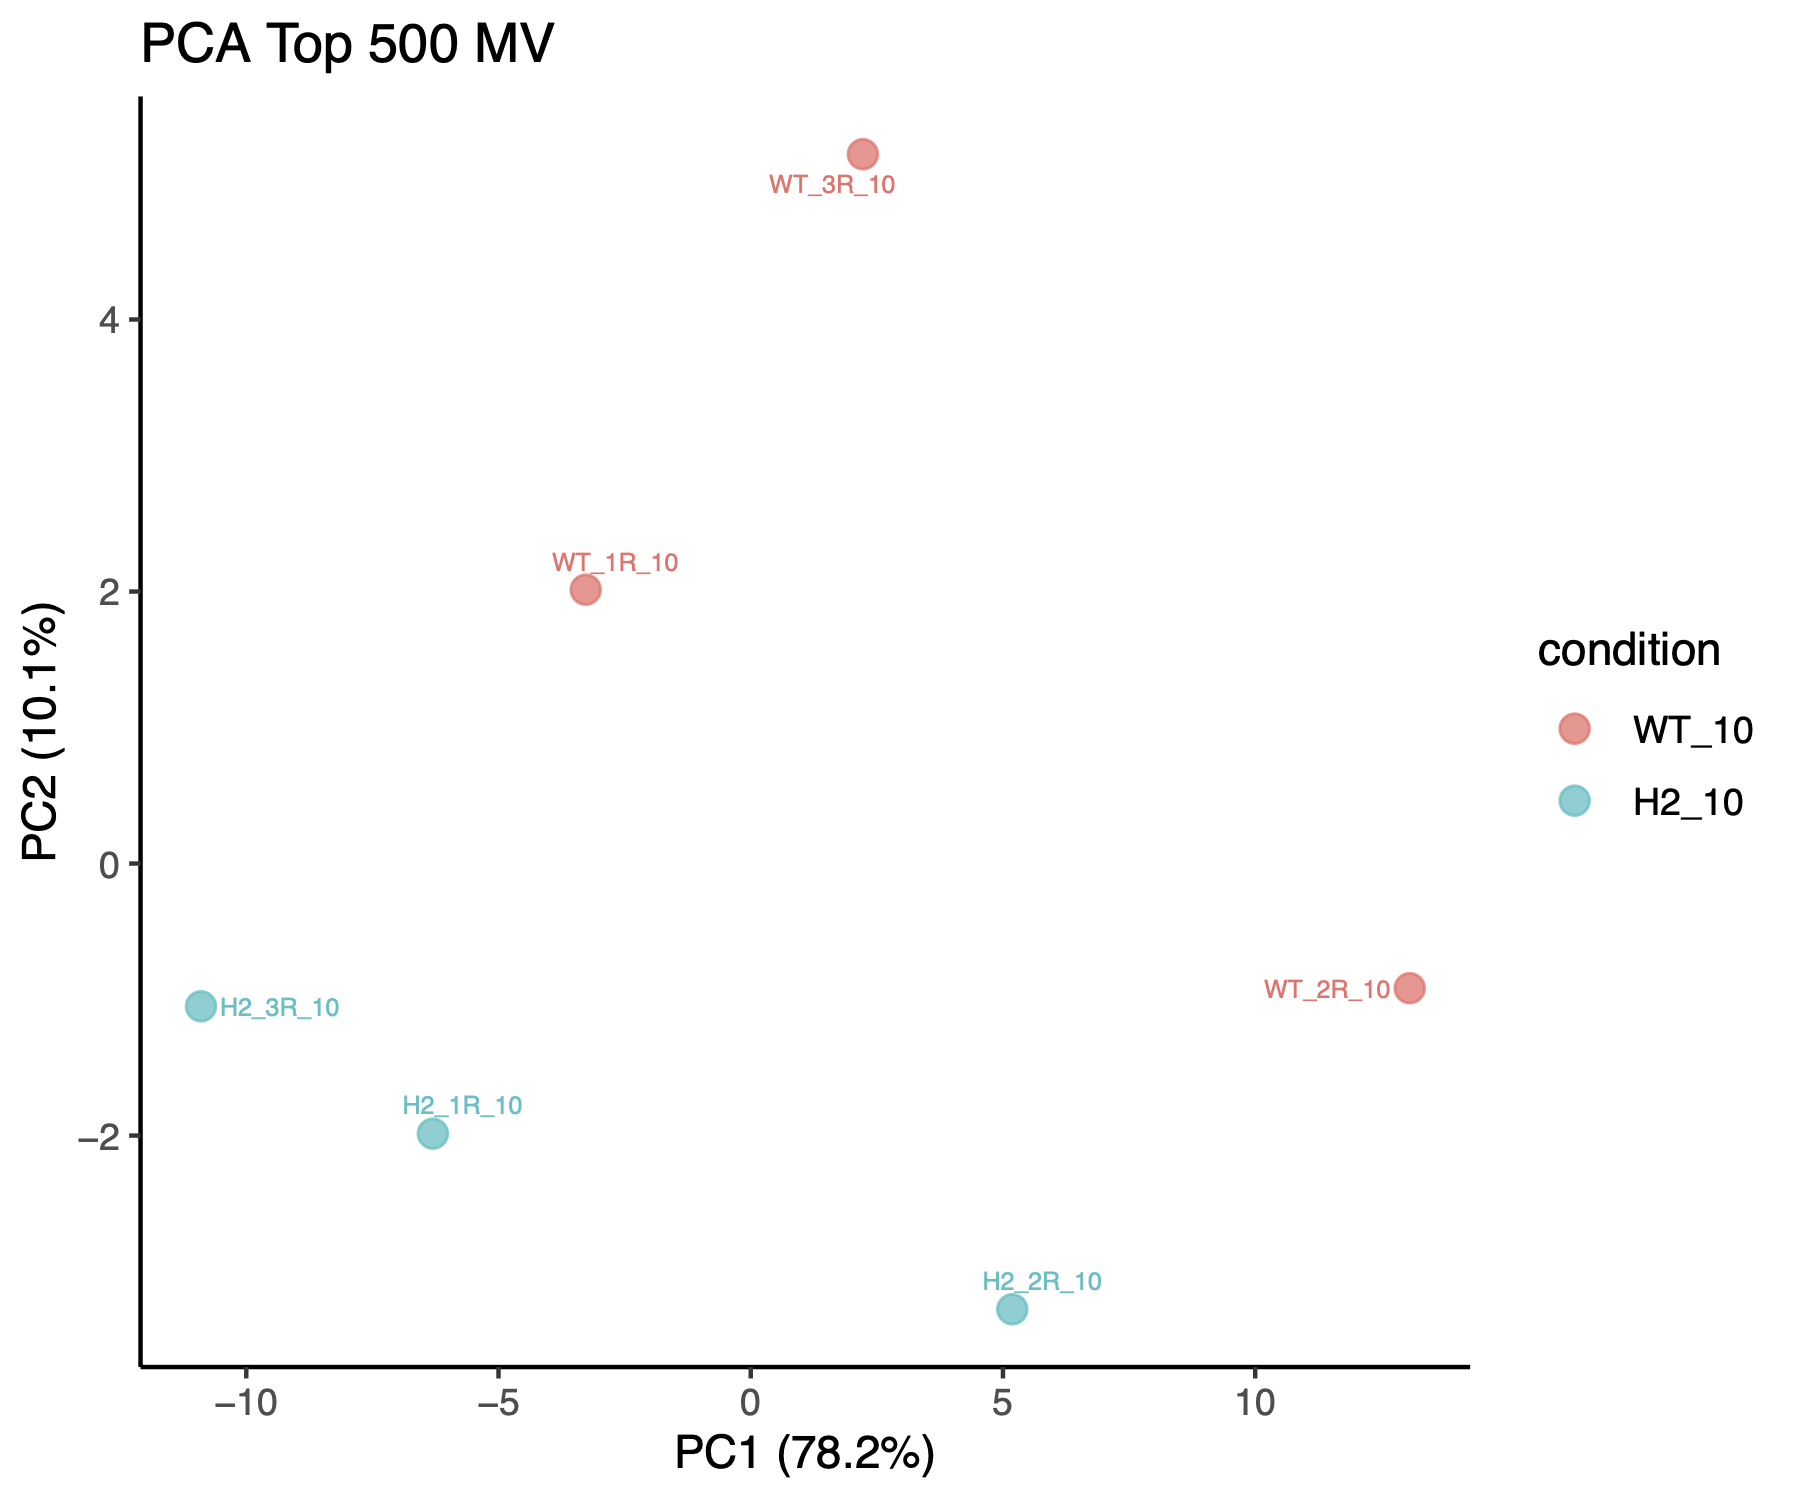 PCA Top 500 MV
WT_3R_10
4
WT_1R_10
2
PC2 (10.1%)
condition
WT_10
H2_10
0
WT_2R_10
H2_3R_10
H2_1R_10
−2
H2_2R_10
−10 −5 0 5 10
PC1 (78.2%)